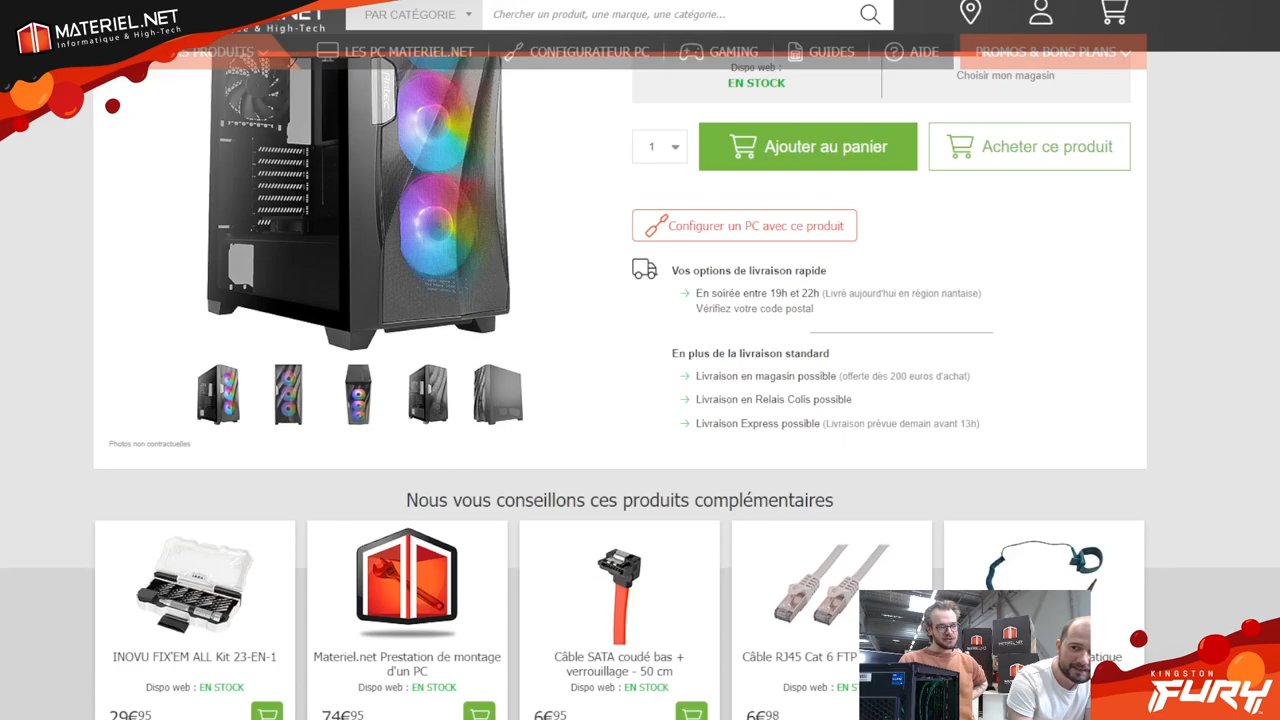 MATERIEL.NET
Informatique & High-Tech
& High-Tech
PAR CATÉGORIE
Chercher un produit, une marque, une catégorie...
PRODUITS
LES PC MATERIEL.NET
CONFIGURATEUR PC
GAMING
GUIDES
AIDE
PROMOS & BONS PLANS
Dispo web :
EN STOCK
Choisir mon magasin
Antec
1
Ajouter au panier
Acheter ce produit
Configurer un PC avec ce produit
Vos options de livraison rapide
En soirée entre 19h et 22h (Livré aujourd'hui en région nantaise)
Vérifiez votre code postal
En plus de la livraison standard
Livraison en magasin possible (offerte dès 200 euros d'achat)
Livraison en Relais Colis possible
Livraison Express possible (Livraison prévue demain avant 13h)
Photos non contractuelles
Nous vous conseillons ces produits complémentaires
INOVU FIX'EM ALL Kit 23-EN-1
Dispo web : EN STOCK
29€95
Materiel.net Prestation de montage
d'un PC
Dispo web : EN STOCK
74€95
Câble SATA coudé bas +
verrouillage - 50 cm
Dispo web : EN STOCK
6€95
Câble RJ45 Cat 6 FTP
Dispo web : EN S
6€98
atique
KINGSTON
FURY